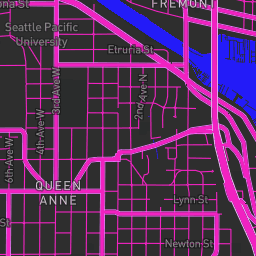 FREMONT
Seattle Pacific
University
Etruria St
3rd Ave W
2nd Ave N
4th Ave W
6th Ave W
QUEEN
ANNE
Lynn St
St
Newton St